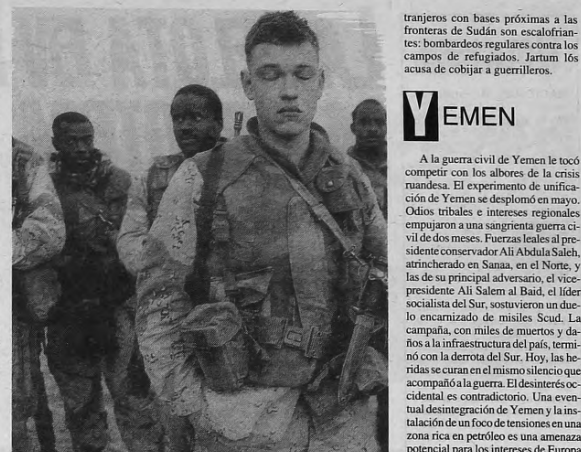 tranjeros con bases próximas a las
fronteras de Sudán son escalofrian-
tes: bombardeos regulares contra los
campos de refugiados. Jartum lós
acusa de cobijar a guerrilleros.
YEMEN
A la guerra civil de Yemen le tocó
competir con los albores de la crisis
ruandesa. El experimento de unifica-
ción de Yemen se desplomó en mayo.
Odios tribales e intereses regionales
empujaron a una sangrienta guerra ci-
vil de dos meses. Fuerzas leales al pre-
sidente conservador Ali Abdula Saleh,
atrincherado en Sanaa, en el Norte, y
las de su principal adversario, el vice-
presidente Ali Salem al Baid, el líder
socialista del Sur, sostuvieron un due-
lo encarnizado de misiles Scud. La
campaña, con miles de muertos y da-
ños a la infraestructura del país, termi-
nó con la derrota del Sur. Hoy, las he-
ridas se curan en el mismo silencio que
acompañó a la guerra. El desinterés oc-
cidental es contradictorio. Una even-
tual desintegración de Yemen y la ins-
talación de un foco de tensiones en una
zona rica en petróleo es una amenaza
potencial para los intereses de Europa